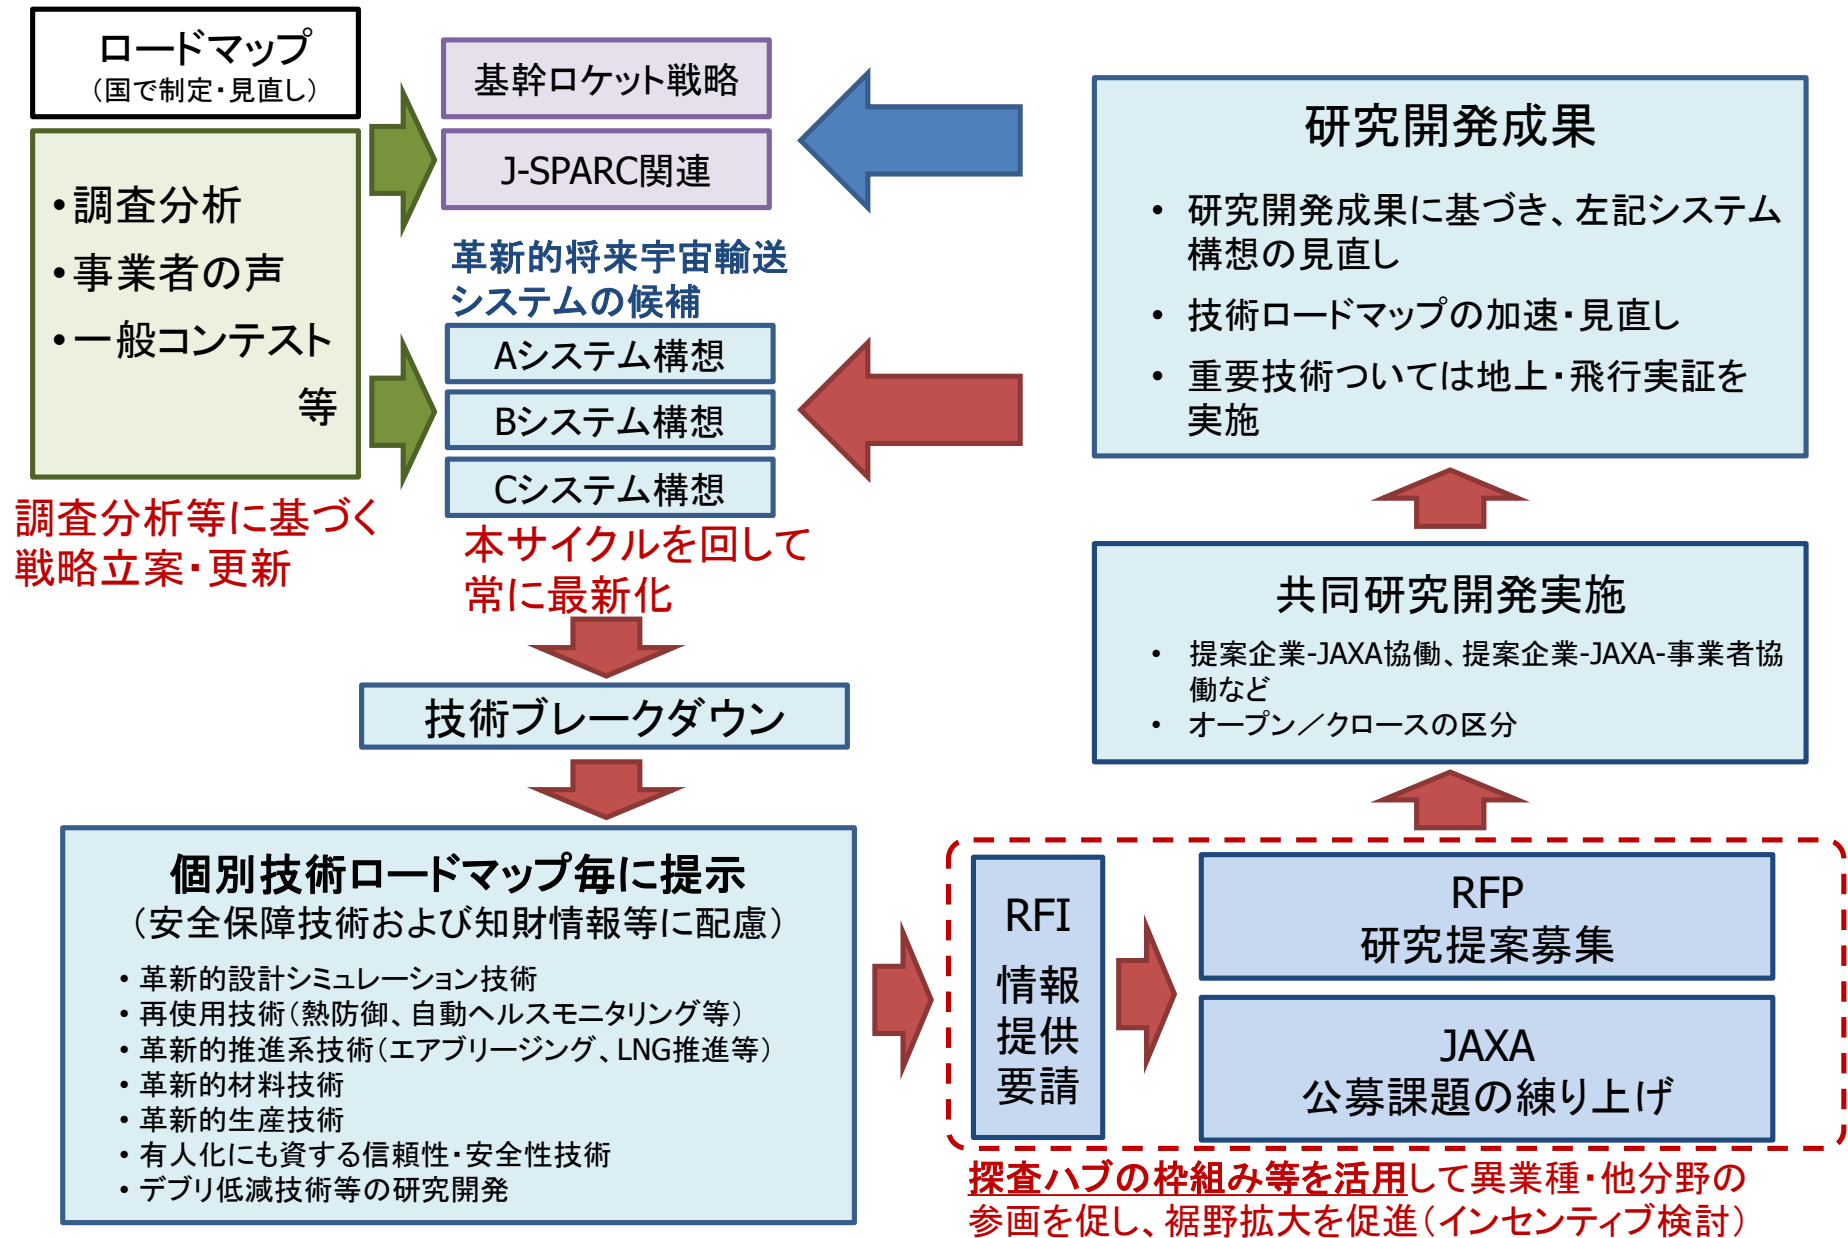 ロードマップ
（国で制定・見直し）
・調査分析
・事業者の声
・一般コンテスト
等
調査分析等に基づく
戦略立案・更新
基幹ロケット戦略
J-SPARC関連
革新的将来宇宙輸送
システムの候補
Aシステム構想
Bシステム構想
Cシステム構想
本サイクルを回して
常に最新化
技術ブレークダウン
個別技術ロードマップ毎に提示
（安全保障技術および知財情報等に配慮）
・革新的設計シミュレーション技術
・再使用技術（熱防御、自動ヘルスモニタリング等）
・革新的推進系技術（エアブリージング、LNG推進等）
・革新的材料技術
・革新的生産技術
・有人化にも資する信頼性・安全性技術
・デブリ低減技術等の研究開発
RFI
情報
提供
要請
RFP
研究提案募集
JAXA
公募課題の練り上げ
探査ハブの枠組み等を活用して異業種・他分野の
参画を促し、裾野拡大を促進（インセンティブ検討）
共同研究開発実施
• 提案企業-JAXA協働、提案企業-JAXA-事業者協
働など
• オープン／クロースの区分
研究開発成果
• 研究開発成果に基づき、左記システム
構想の見直し
• 技術ロードマップの加速・見直し
• 重要技術ついては地上・飛行実証を
実施